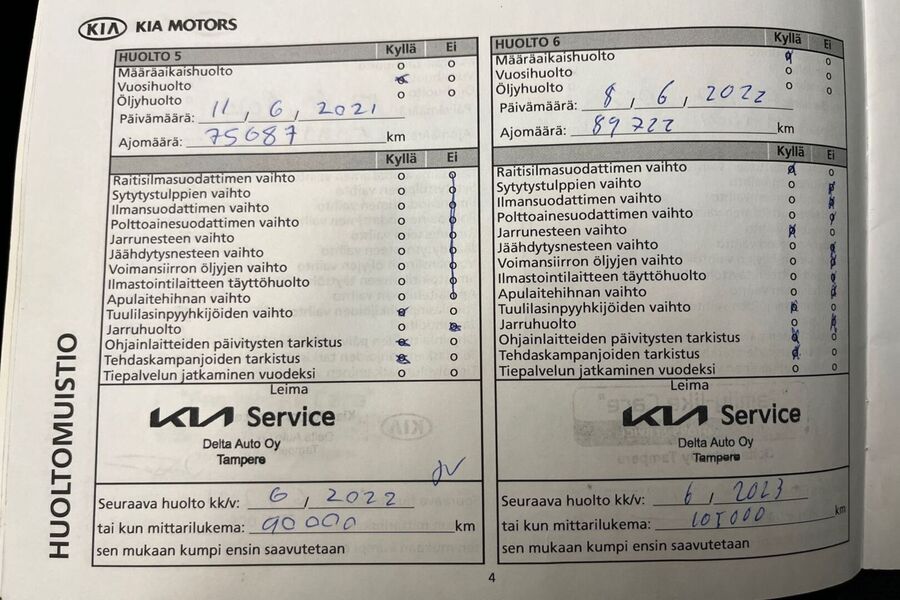 KIA KIA MOTORS
HUOLTOMUISTIO
HUOLTO 5 Kyllä Ei
Määräaikaishuolto
Vuosihuolto
Öljyhuolto
Päivämäärä: 11, 6, 2021
Ajomäärä: 75687 km
Kyllä Ei
Raitisilmasuodattimen vaihto
Sytytystulppien vaihto
Ilmansuodattimen vaihto
Polttoainesuodattimen vaihto
Jarrunesteen vaihto
Jäähdytysnesteen vaihto
Voimansiirron öljyjen vaihto
Ilmastointilaitteen täyttöhuolto
Apulaitehihnan vaihto
Tuulilasinpyyhkijöiden vaihto
Jarruhuolto
Ohjainlaitteiden päivitysten tarkistus
Tehdaskampanjoiden tarkistus
Tiepalvelun jatkaminen vuodeksi
Leima
KIA Service
Delta Auto Oy
Tampere
Seuraava huolto kk/v: 6 / 2022
tai kun mittarilukema: 90000 km
sen mukaan kumpi ensin saavutetaan
HUOLTO 6 Kyllä Ei
Määräaikaishuolto
Vuosihuolto
Öljyhuolto
Päivämäärä: 8, 6, 2022
Ajomäärä: 89722 km
Kyllä Ei
Raitisilmasuodattimen vaihto
Sytytystulppien vaihto
Ilmansuodattimen vaihto
Polttoainesuodattimen vaihto
Jarrunesteen vaihto
Jäähdytysnesteen vaihto
Voimansiirron öljyjen vaihto
Ilmastointilaitteen täyttöhuolto
Apulaitehihnan vaihto
Tuulilasinpyyhkijöiden vaihto
Jarruhuolto
Ohjainlaitteiden päivitysten tarkistus
Tehdaskampanjoiden tarkistus
Tiepalvelun jatkaminen vuodeksi
Leima
KIA Service
Delta Auto Oy
Tampere
Seuraava huolto kk/v: 6 / 2023
tai kun mittarilukema: 105000 km
sen mukaan kumpi ensin saavutetaan
4